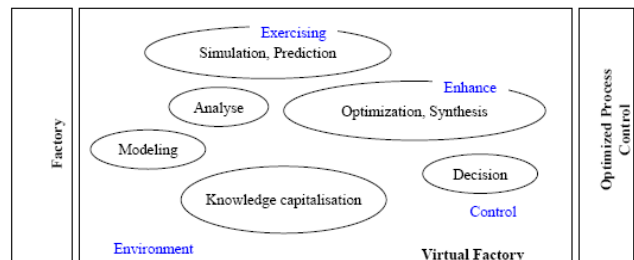 Factory
Exercising
Simulation, Prediction
Analyse
Enhance
Optimization, Synthesis
Modeling
Decision
Knowledge capitalisation
Control
Environment
Virtual Factory
Optimized Process
Control